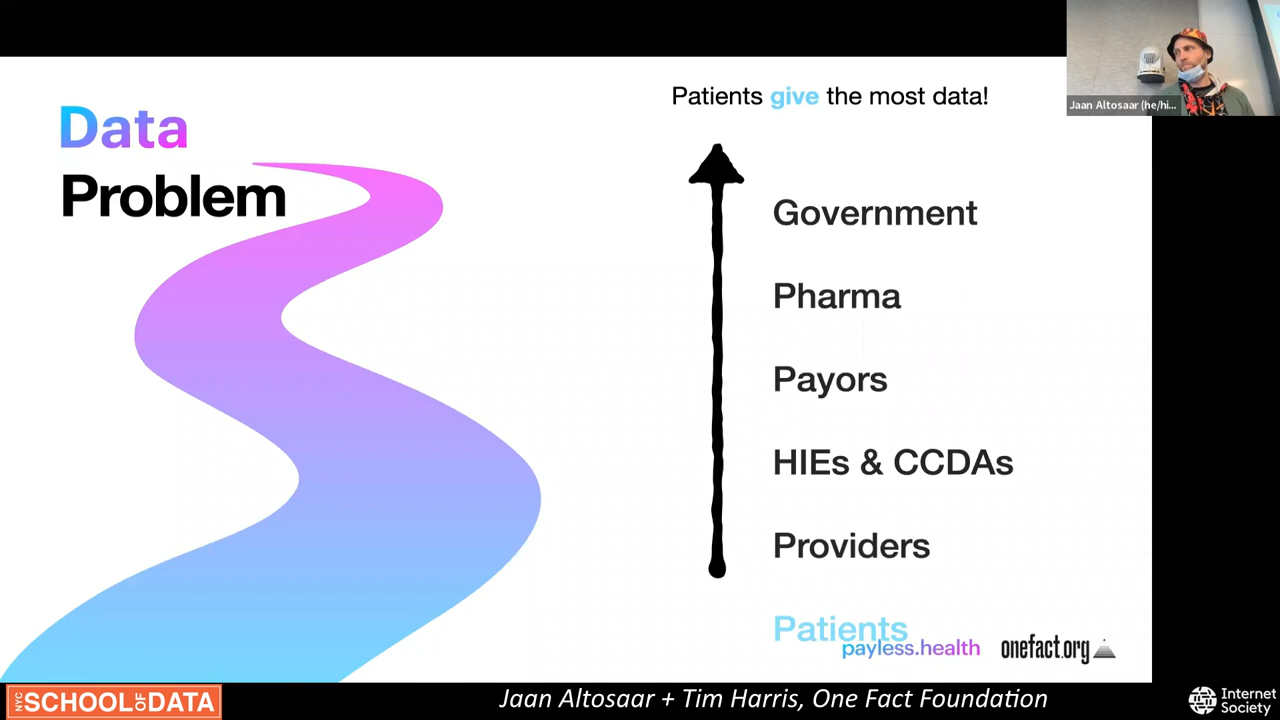 Data
Problem
Patients give the most data!
Government
Pharma
Payors
HIEs & CCDAs
Providers
Patients
payless.health
onefact.org
Jaan Altosaar (he/hi...
NYC SCHOOL OF DATA
Jaan Altosaar + Tim Harris, One Fact Foundation
Internet
Society